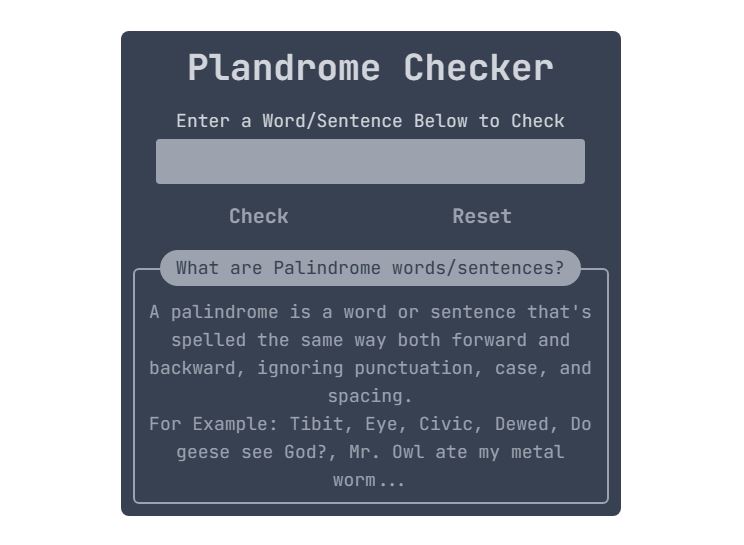 Plandrome Checker
Enter a Word/Sentence Below to Check
Check Reset
What are Palindrome words/sentences?
A palindrome is a word or sentence that's
spelled the same way both forward and
backward, ignoring punctuation, case, and
spacing.
For Example: Tibit, Eye, Civic, Dewed, Do
geese see God?, Mr. Owl ate my metal
worm...